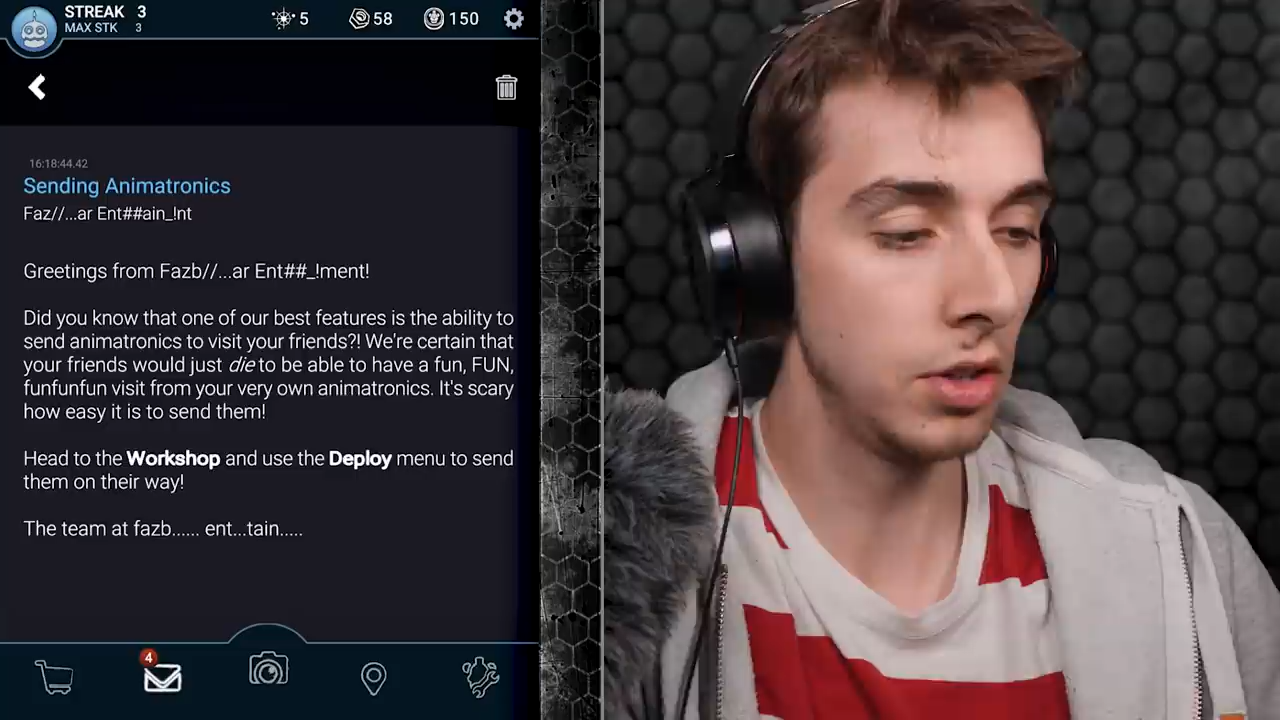 STREAK 3
MAX STK 3
5
58
150
16:18:44.42
Sending Animatronics
Faz//...ar Ent##ain_!nt
Greetings from Fazb//...ar Ent##_!ment!
Did you know that one of our best features is the ability to
send animatronics to visit your friends?! We're certain that
your friends would just die to be able to have a fun, FUN,
funfunfun visit from your very own animatronics. It's scary
how easy it is to send them!
Head to the Workshop and use the Deploy menu to send
them on their way!
The team at fazb...... ent...tain.....
4